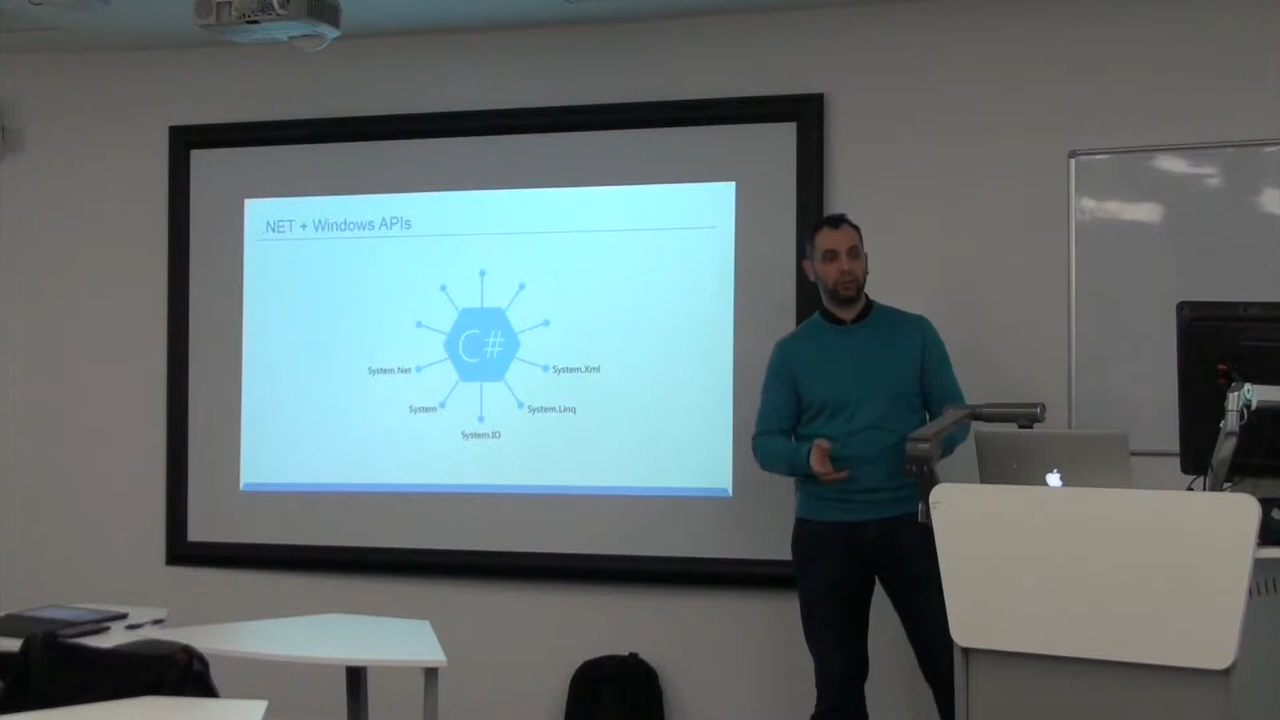 .NET + Windows APIs
C#
System.Net
System.Xml
System
System.Linq
System.IO